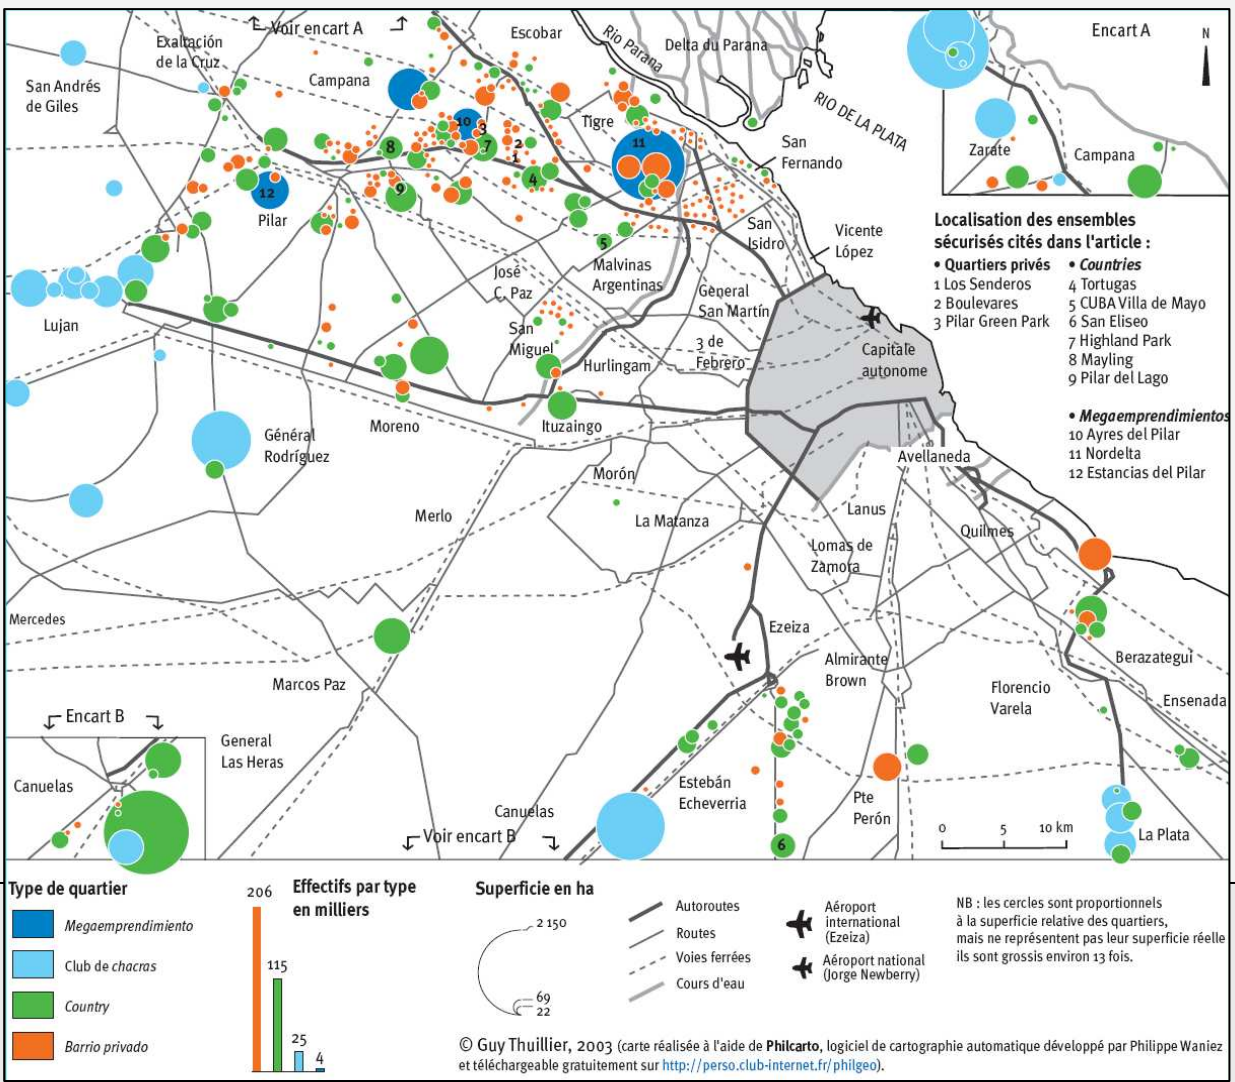 Voir encart A
Encart A
N
Exaltación
de la Cruz
Escobar
Rio Parana
Delta du Parana
San Andrés
de Giles
Campana
RIO DE LA PLATA
Tigre
10
3
11
Zarate
Campana
San
Fernando
8
7
2
1
4
9
12
Pilar
5
San
Isidro
Vicente
López
Malvinas
Argentinas
José
C. Paz
General
San Martín
Lujan
San
Miguel
Hurlingam
3 de
Febrero
Capitale
autonome
Localisation des ensembles
sécurisés cités dans l'article :
• Quartiers privés
1 Los Senderos
2 Boulevares
3 Pilar Green Park
• Countries
4 Tortugas
5 CUBA Villa de Mayo
6 San Eliseo
7 Highland Park
8 Mayling
9 Pilar del Lago
• Megaemprendimientos
10 Ayres del Pilar
11 Nordelta
12 Estancias del Pilar
Général
Rodríguez
Moreno
Ituzaingo
Avellaneda
Morón
Merlo
La Matanza
Lanus
Quilmes
Lomas de
Zamora
Mercedes
Ezeiza
Almirante
Brown
Berazategui
Marcos Paz
Florencio
Varela
Ensenada
Encart B
General
Las Heras
Canuelas
Estebán
Echeverria
Canuelas
Voir encart B
Pte
Perón
6
0 5 10 km
La Plata
Type de quartier
Megaemprendimiento
Club de chacras
Country
Barrio privado
Effectifs par type
en milliers
206
115
25
4
Superficie en ha
2 150
69
22
Autoroutes
Routes
Voies ferrées
Cours d'eau
Aéroport
international
(Ezeiza)
Aéroport national
(Jorge Newberry)
NB : les cercles sont proportionnels
à la superficie relative des quartiers,
mais ne représentent pas leur superficie réelle
ils sont grossis environ 13 fois.
© Guy Thuillier, 2003 (carte réalisée à l'aide de Philcarto, logiciel de cartographie automatique développé par Philippe Waniez
et téléchargeable gratuitement sur http://perso.club-internet.fr/philgeo).